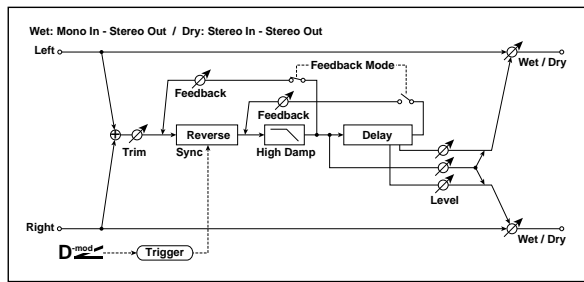 Wet: Mono In - Stereo Out / Dry: Stereo In - Stereo Out
Left
Wet / Dry
Feedback Mode
Feedback
Feedback
Trim
Reverse
Sync
High Damp
Delay
Level
Right
Wet / Dry
D-mod
Trigger